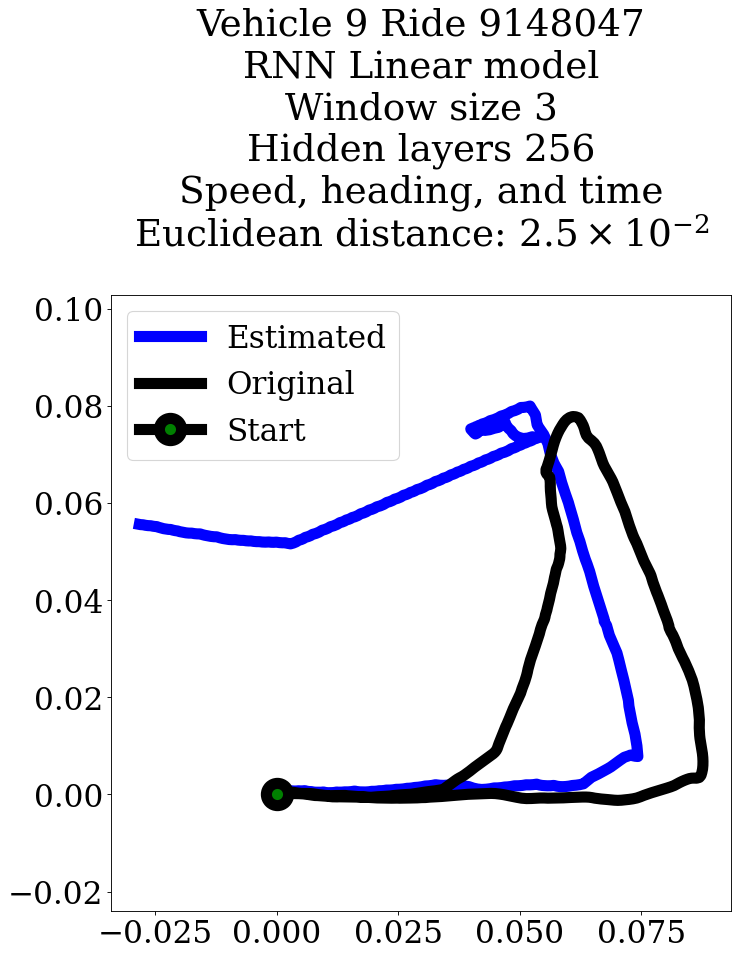 Vehicle 9 Ride 9148047
RNN Linear model
Window size 3
Hidden layers 256
Speed, heading, and time
Euclidean distance: 2.5 × 10⁻²
0.10
Estimated
Original
0.08
Start
0.06
0.04
0.02
0.00
−0.02
−0.025 0.000 0.025 0.050 0.075